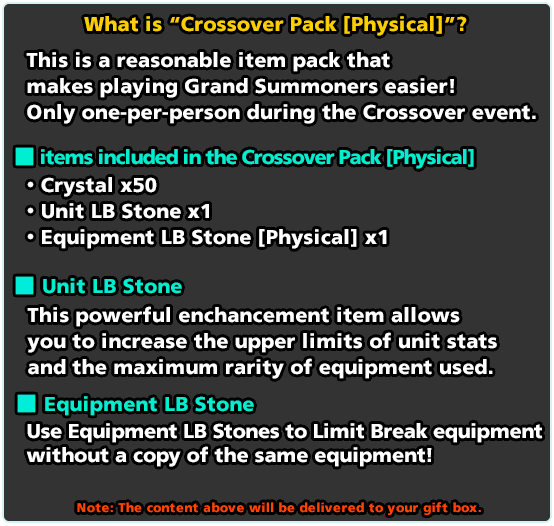 What is “Crossover Pack [Physical]”?
This is a reasonable item pack that
makes playing Grand Summoners easier!
Only one-per-person during the Crossover event.
items included in the Crossover Pack [Physical]
• Crystal x50
• Unit LB Stone x1
• Equipment LB Stone [Physical] x1
Unit LB Stone
This powerful enchancement item allows
you to increase the upper limits of unit stats
and the maximum rarity of equipment used.
Equipment LB Stone
Use Equipment LB Stones to Limit Break equipment
without a copy of the same equipment!
Note: The content above will be delivered to your gift box.